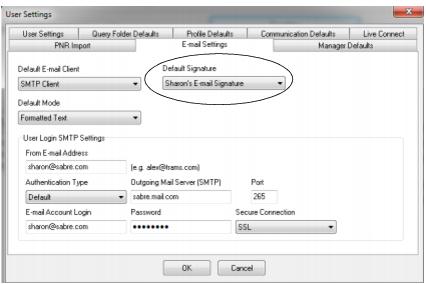 User Settings
User Settings Query Folder Defaults Profile Defaults Communication Defaults Live Connect
PNR Import E-mail Settings Manager Defaults
Default E-mail Client Default Signature
SMTP Client Sharon's E-mail Signature
Default Mode
Formatted Text
User Login SMTP Settings
From E-mail Address
sharon@sabre.com (e.g. alex@trams.com)
Authentication Type Outgoing Mail Server (SMTP) Port
Default sabre.mail.com 265
E-mail Account Login Password Secure Connection
sharon@sabre.com •••••••• SSL
OK Cancel